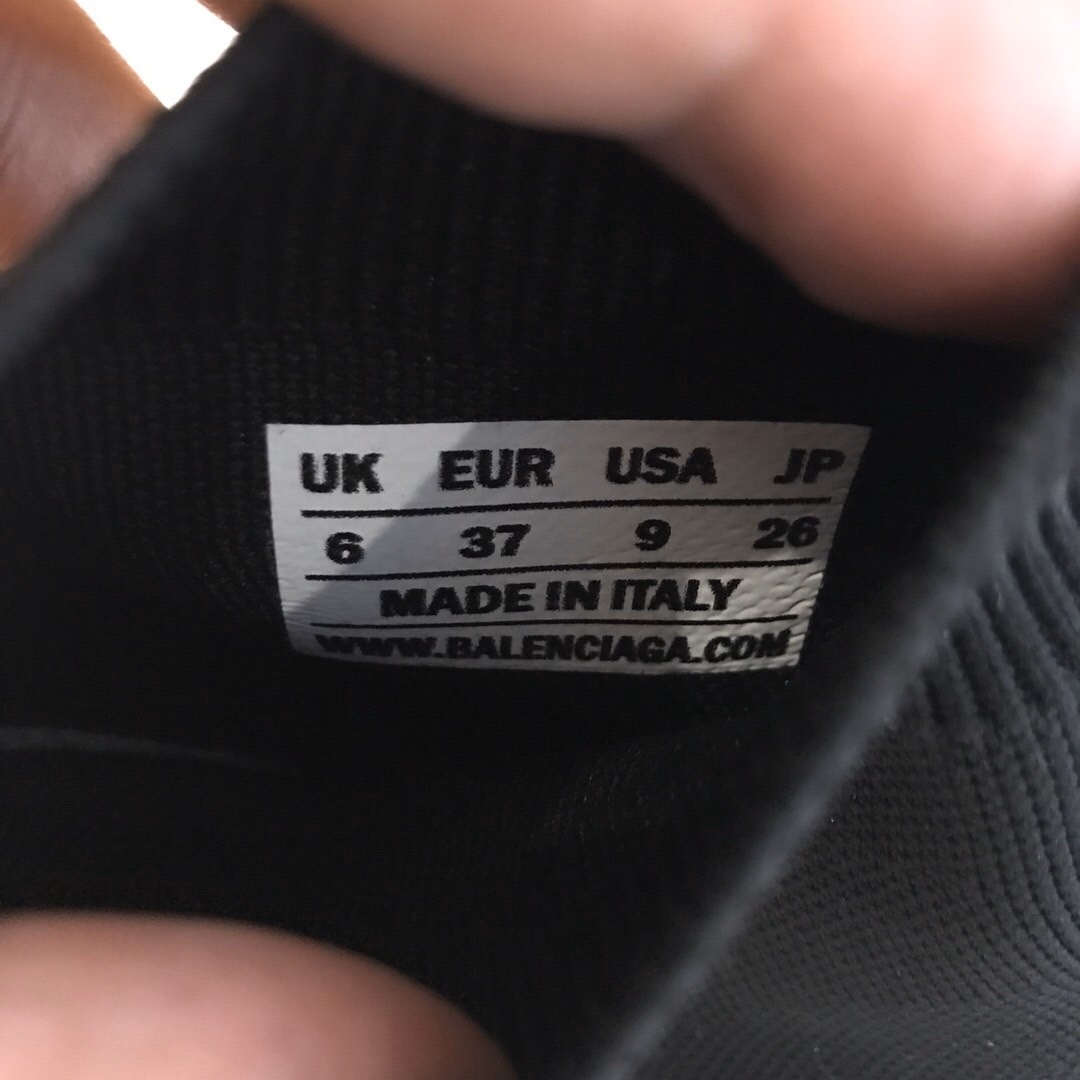 UK EUR USA JP
6 37 9 26
MADE IN ITALY
WWW.BALENCIAGA.COM